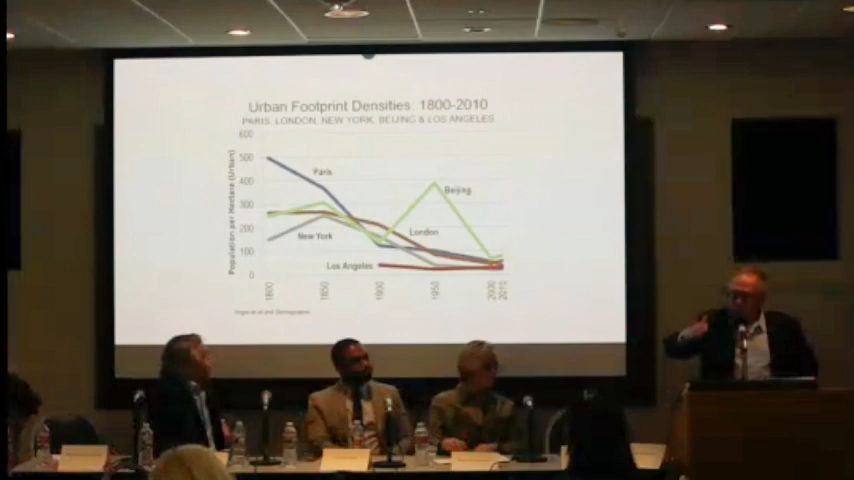 Urban Footprint Densities: 1800-2010
PARIS, LONDON, NEW YORK, BEIJING & LOS ANGELES
Population per Hectare (Urban)
600
500
400
300
200
100
0
Paris
Beijing
New York
London
Los Angeles
1800
1850
1900
1950
2000
2010